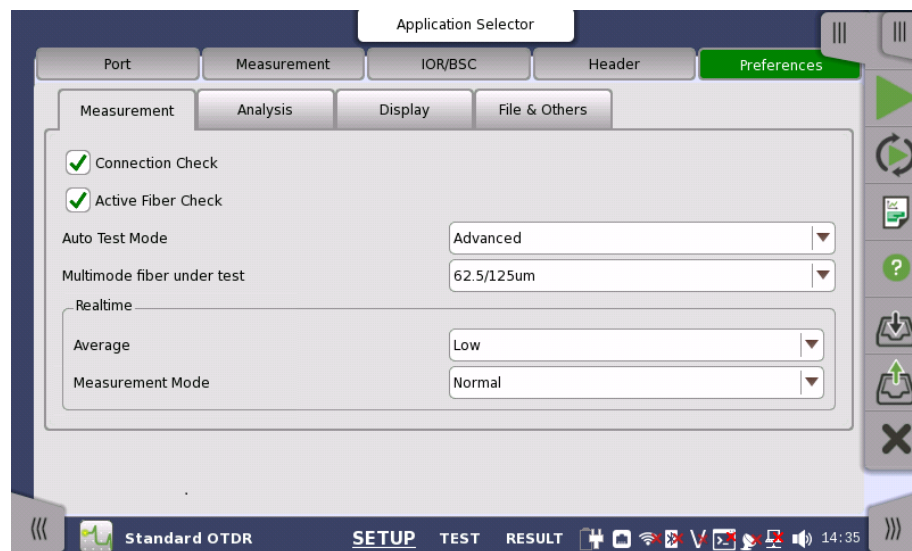 Application Selector
Port Measurement IOR/BSC Header Preferences
Measurement Analysis Display File & Others
Connection Check
Active Fiber Check
Auto Test Mode Advanced
Multimode fiber under test 62.5/125um
Realtime
Average Low
Measurement Mode Normal
Standard OTDR SETUP TEST RESULT 14:35